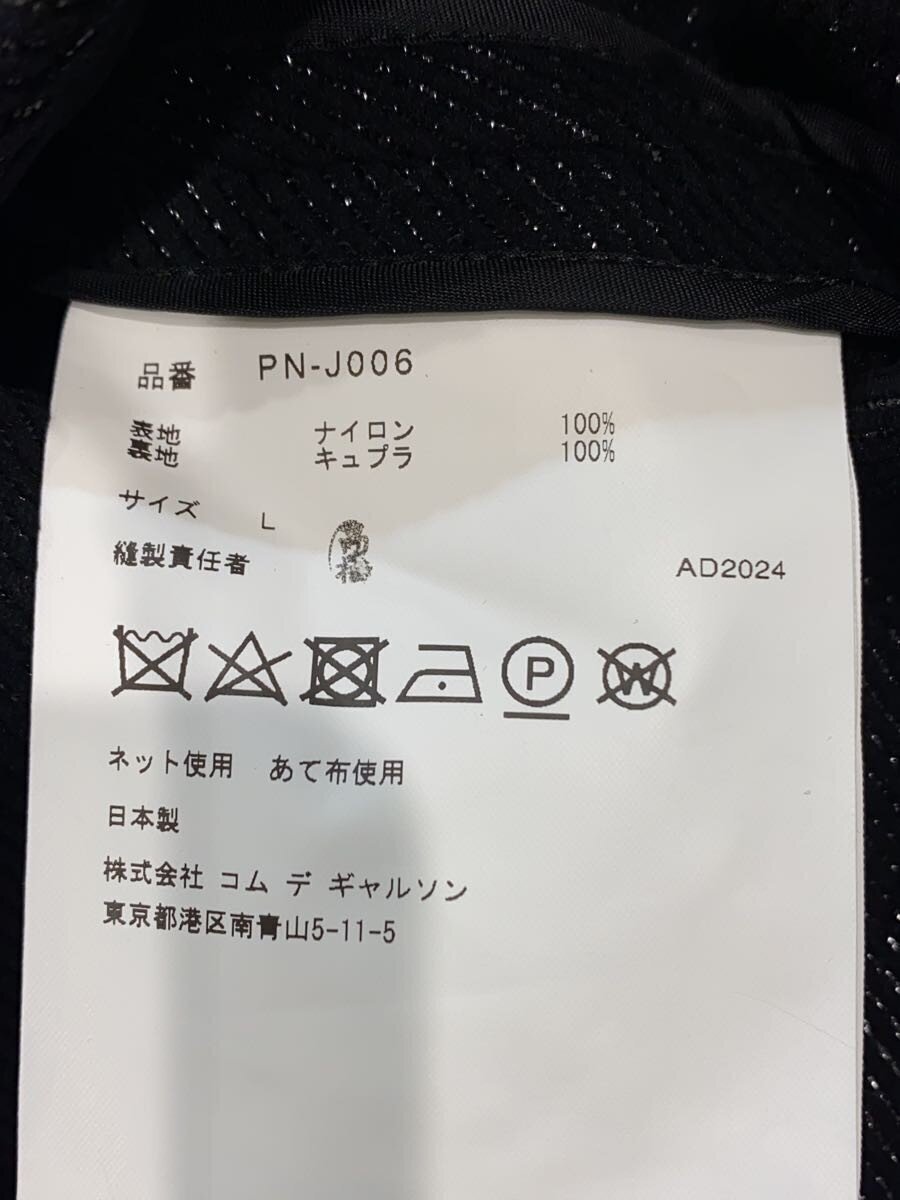 品番 PN-J006
表地 ナイロン 100%
裏地 キュプラ 100%
サイズ L
縫製責任者 AD2024
P
W
ネット使用 あて布使用
日本製
株式会社 コム デ ギャルソン
東京都港区南青山5-11-5